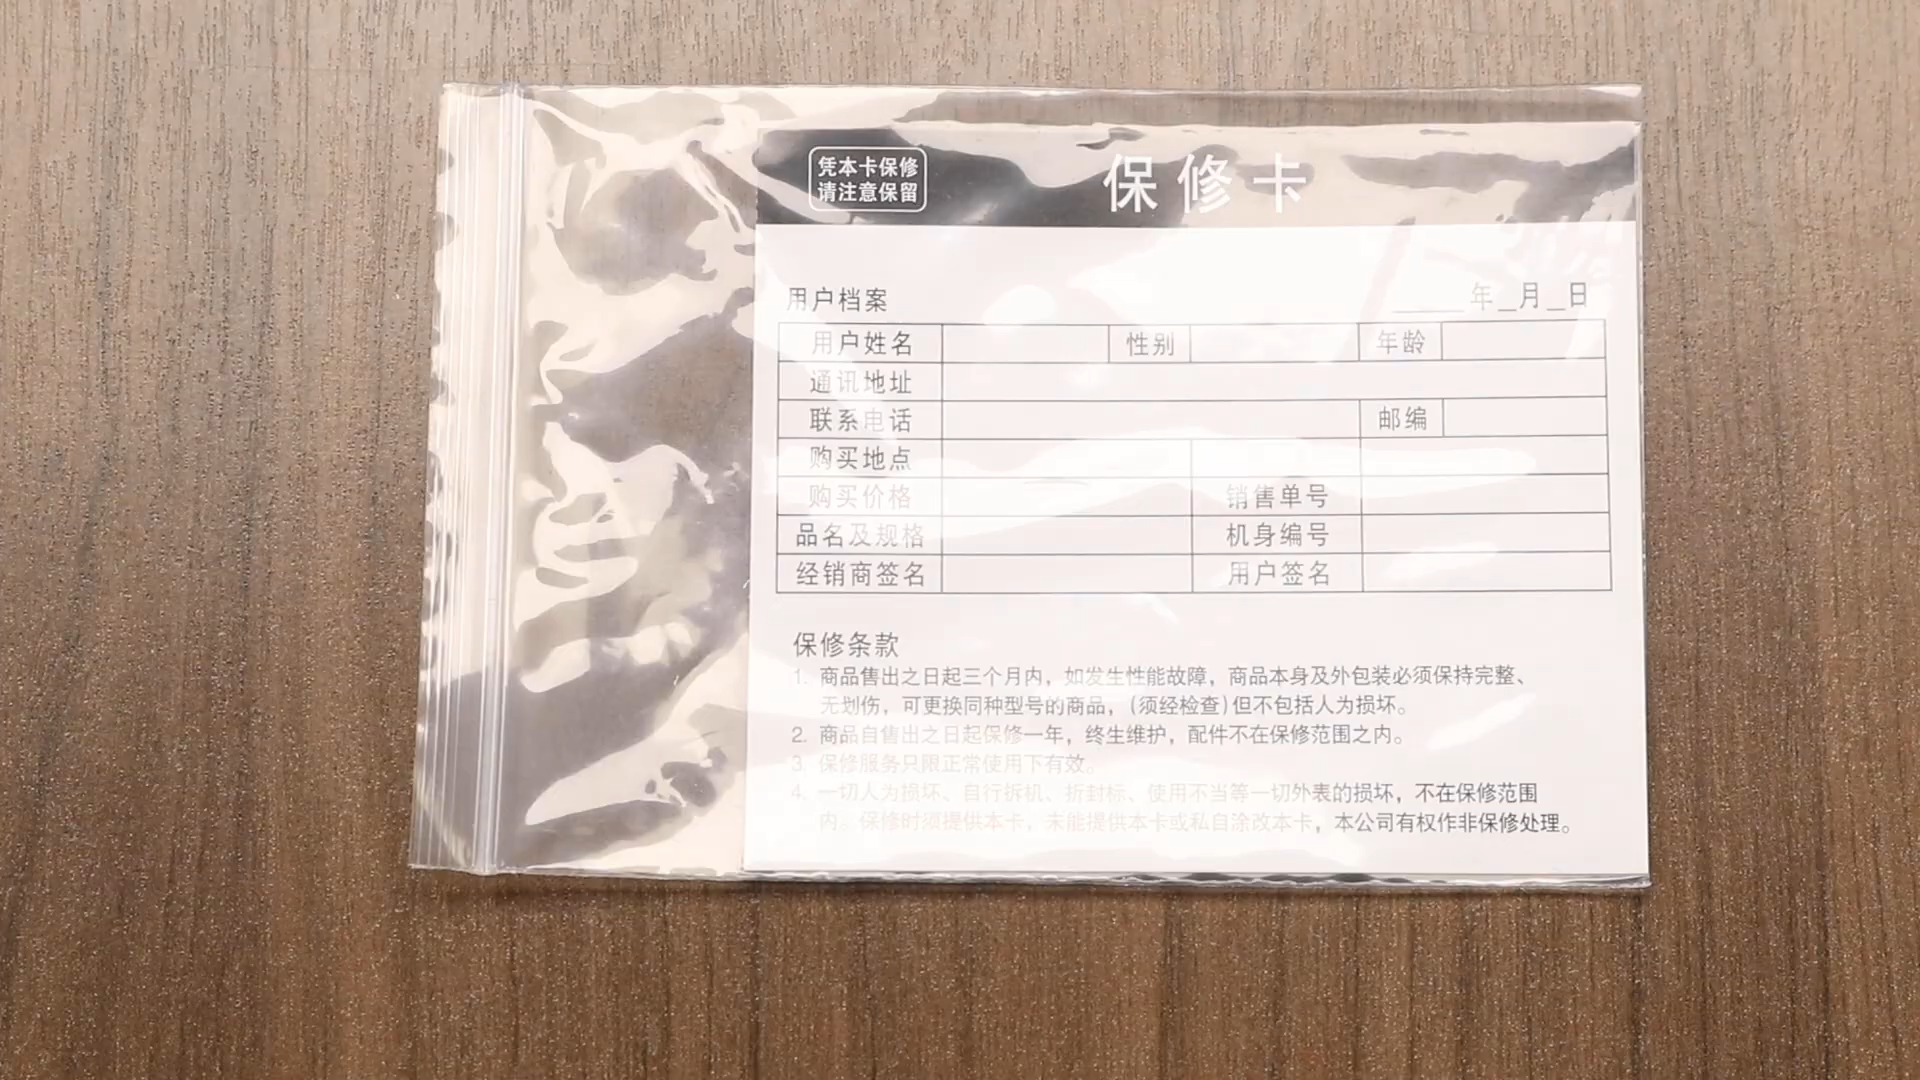 凭本卡保修
请注意保留
保修卡
用户档案 ____年_月_日
用户姓名 性别 年龄
通讯地址
联系电话 邮编
购买地点
购买价格 销售单号
品名及规格 机身编号
经销商签名 用户签名
保修条款
1. 商品售出之日起三个月内，如发生性能故障，商品本身及外包装必须保持完整、
无划伤，可更换同种型号的商品，(须经检查)但不包括人为损坏。
2. 商品自售出之日起保修一年，终生维护，配件不在保修范围之内。
3. 保修服务只限正常使用下有效。
4. 一切人为损坏、自行拆机、折封标、使用不当等一切外表的损坏，不在保修范围
内。保修时须提供本卡，未能提供本卡或私自涂改本卡，本公司有权作非保修处理。